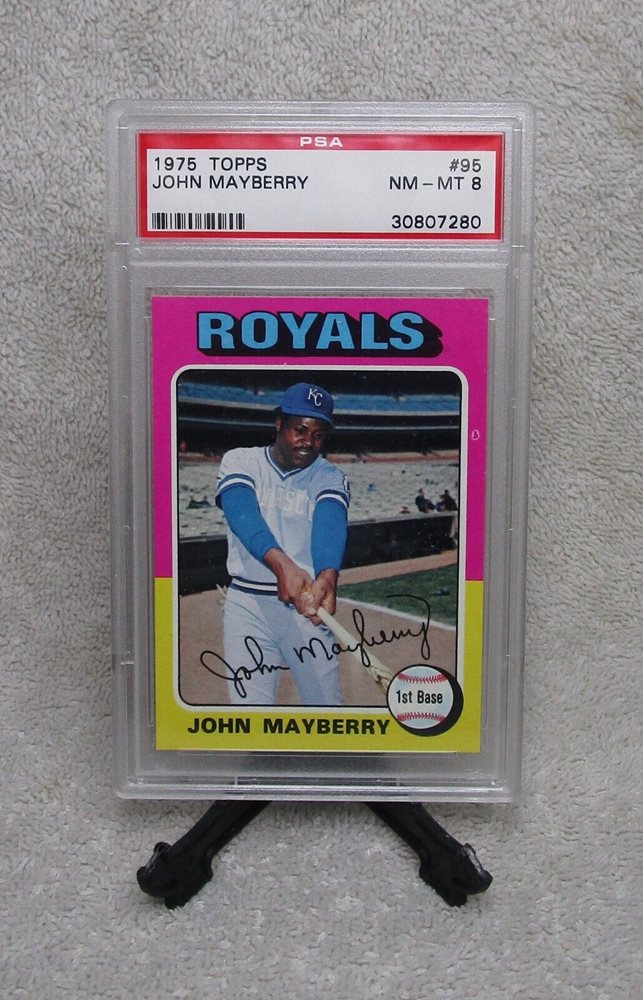 PSA
1975 TOPPS #95
JOHN MAYBERRY NM - MT 8
30807280
ROYALS
KC
John Mayberry
1st Base
JOHN MAYBERRY